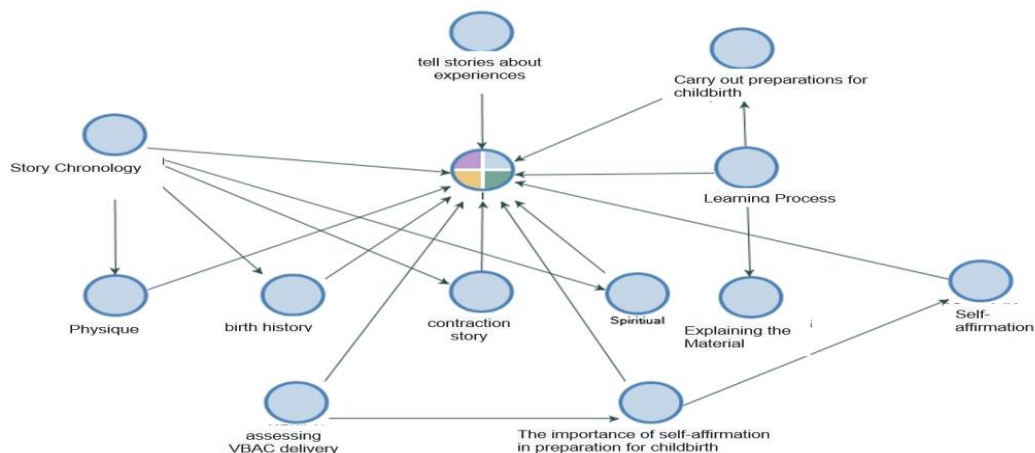 tell stories about
experiences
Carry out preparations for
childbirth
Story Chronology
Learning Process
Physique
birth history
contraction
story
Spiritiual
Explaining the
Material
Self-
affirmation
assessing
VBAC delivery
The importance of self-affirmation
in preparation for childbirth